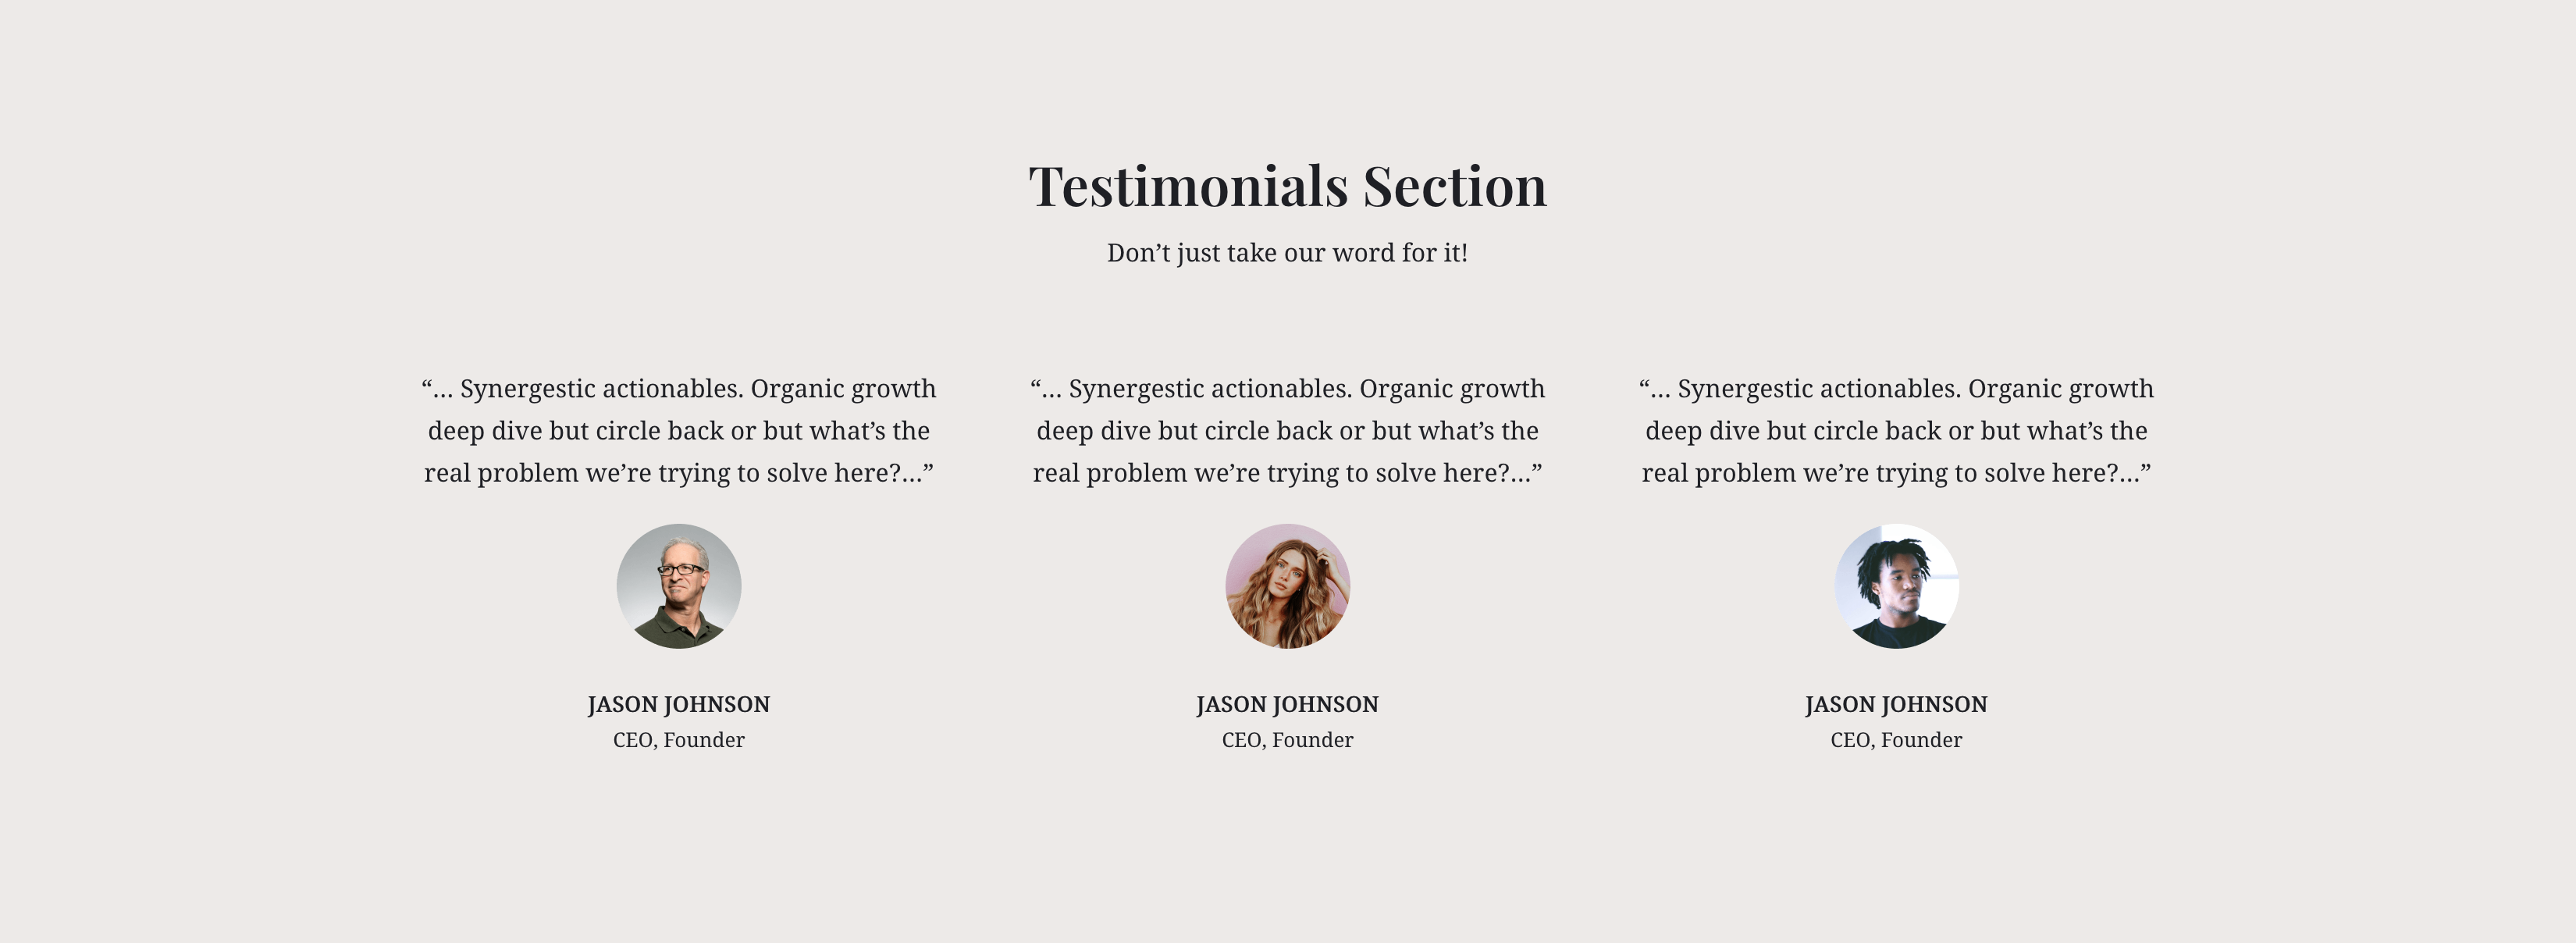 Testimonials Section
Don’t just take our word for it!
“… Synergestic actionables. Organic growth
deep dive but circle back or but what’s the
real problem we’re trying to solve here?…”
JASON JOHNSON
CEO, Founder
“… Synergestic actionables. Organic growth
deep dive but circle back or but what’s the
real problem we’re trying to solve here?…”
JASON JOHNSON
CEO, Founder
“… Synergestic actionables. Organic growth
deep dive but circle back or but what’s the
real problem we’re trying to solve here?…”
JASON JOHNSON
CEO, Founder